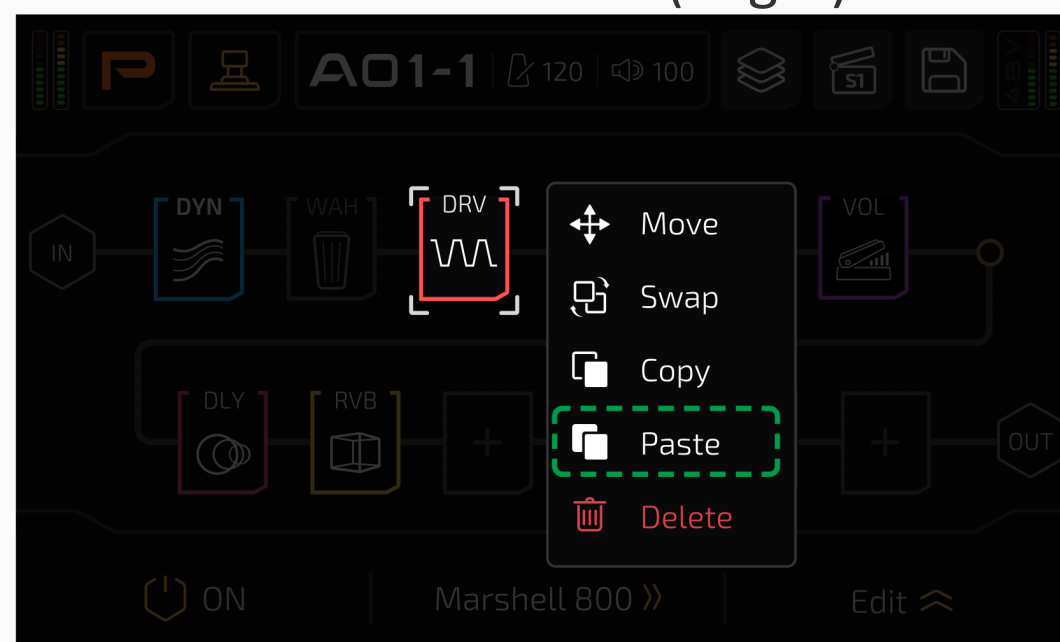 A01-1 120 100 S1 48V
DYN WAH DRV VOL
IN
Move
Swap
Copy
Paste
Delete
DLY RVB
OUT
ON Marshell 800 Edit